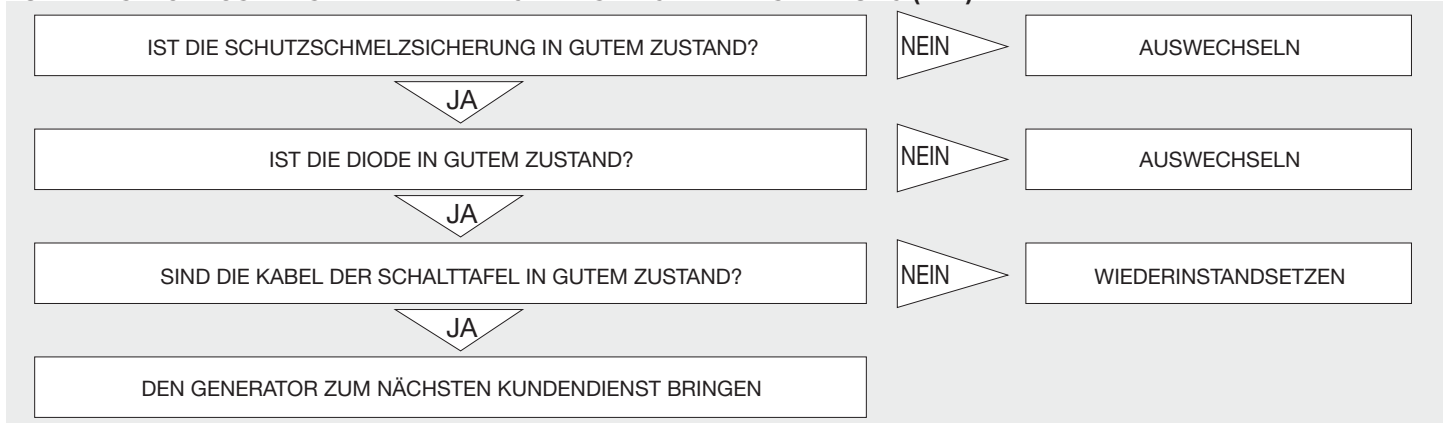 IST DIE SCHUTZSCHMELZSICHERUNG IN GUTEM ZUSTAND? NEIN AUSWECHSELN
JA
IST DIE DIODE IN GUTEM ZUSTAND? NEIN AUSWECHSELN
JA
SIND DIE KABEL DER SCHALTTAFEL IN GUTEM ZUSTAND? NEIN WIEDERINSTANDSETZEN
JA
DEN GENERATOR ZUM NÄCHSTEN KUNDENDIENST BRINGEN